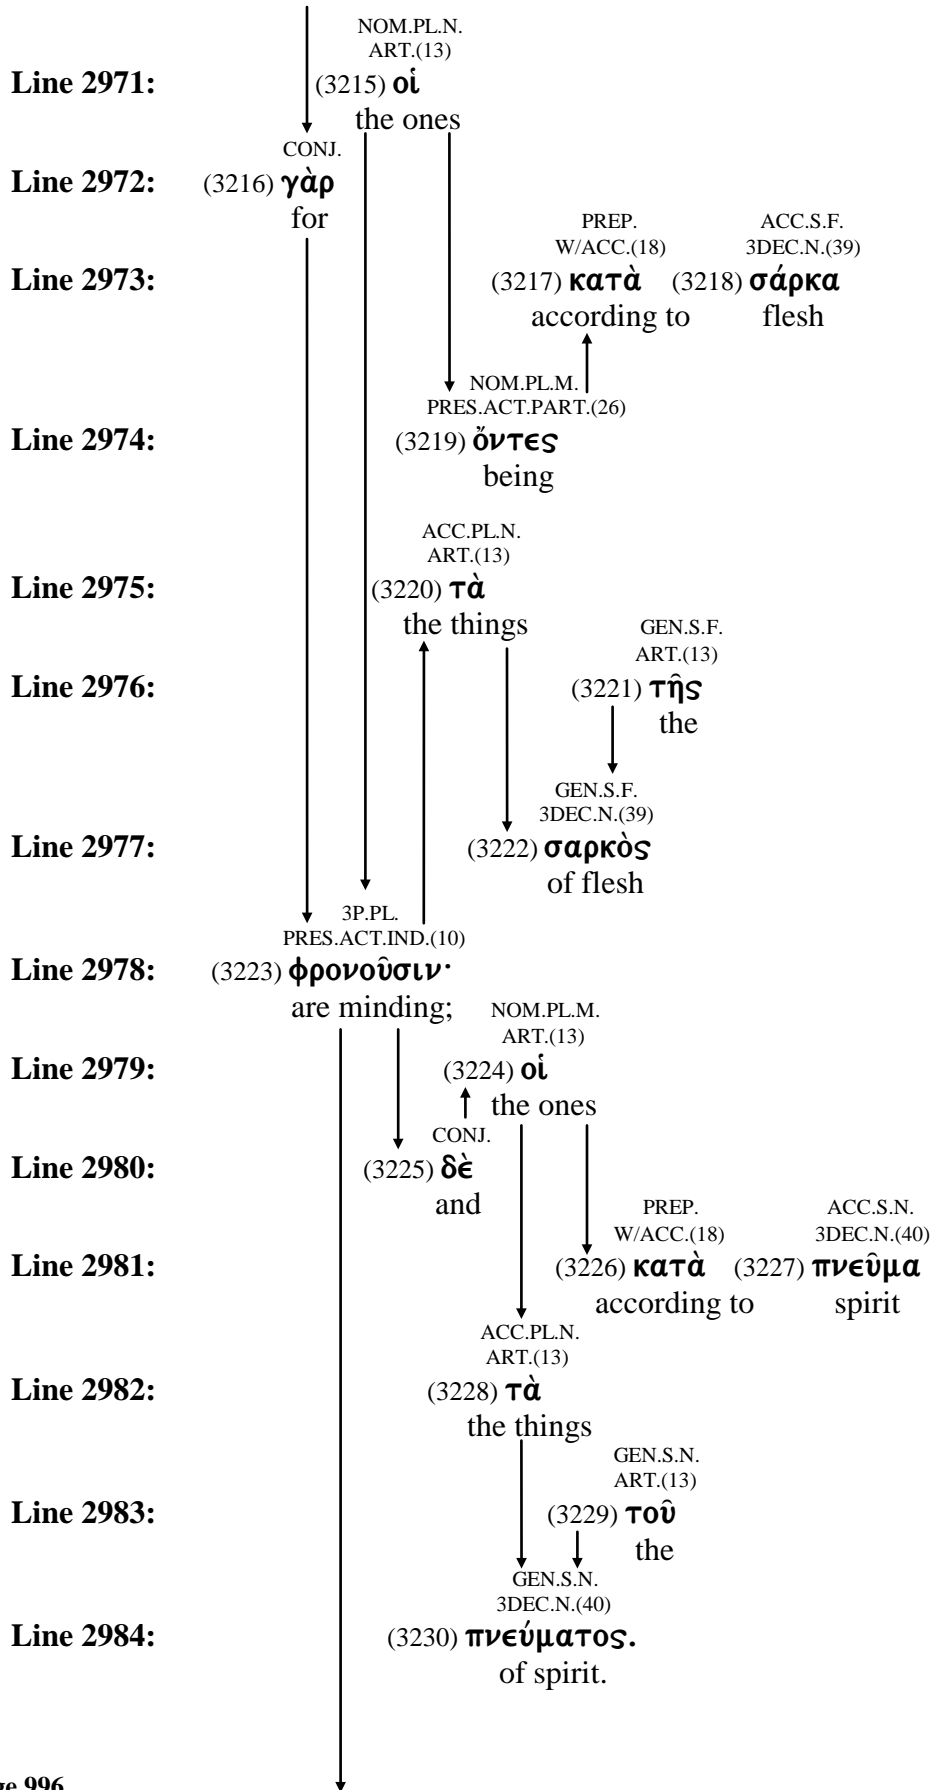 NOM.PL.N.
ART.(13)
Line 2971: (3215) οἱ
the ones
CONJ.
Line 2972: (3216) γὰρ
for
PREP. ACC.S.F.
W/ACC.(18) 3DEC.N.(39)
Line 2973: (3217) κατὰ (3218) σάρκα
according to flesh
NOM.PL.M.
PRES.ACT.PART.(26)
Line 2974: (3219) ὄντες
being
ACC.PL.N.
ART.(13)
Line 2975: (3220) τὰ
the things
GEN.S.F.
ART.(13)
Line 2976: (3221) τῆς
the
GEN.S.F.
3DEC.N.(39)
Line 2977: (3222) σαρκὸς
of flesh
3P.PL.
PRES.ACT.IND.(10)
Line 2978: (3223) φρονοῦσιν·
are minding;
NOM.PL.M.
ART.(13)
Line 2979: (3224) οἱ
the ones
CONJ.
Line 2980: (3225) δὲ
and
PREP. ACC.S.N.
W/ACC.(18) 3DEC.N.(40)
Line 2981: (3226) κατὰ (3227) πνεῦμα
according to spirit
ACC.PL.N.
ART.(13)
Line 2982: (3228) τὰ
the things
GEN.S.N.
ART.(13)
Line 2983: (3229) τοῦ
the
GEN.S.N.
3DEC.N.(40)
Line 2984: (3230) πνεύματος.
of spirit.
996